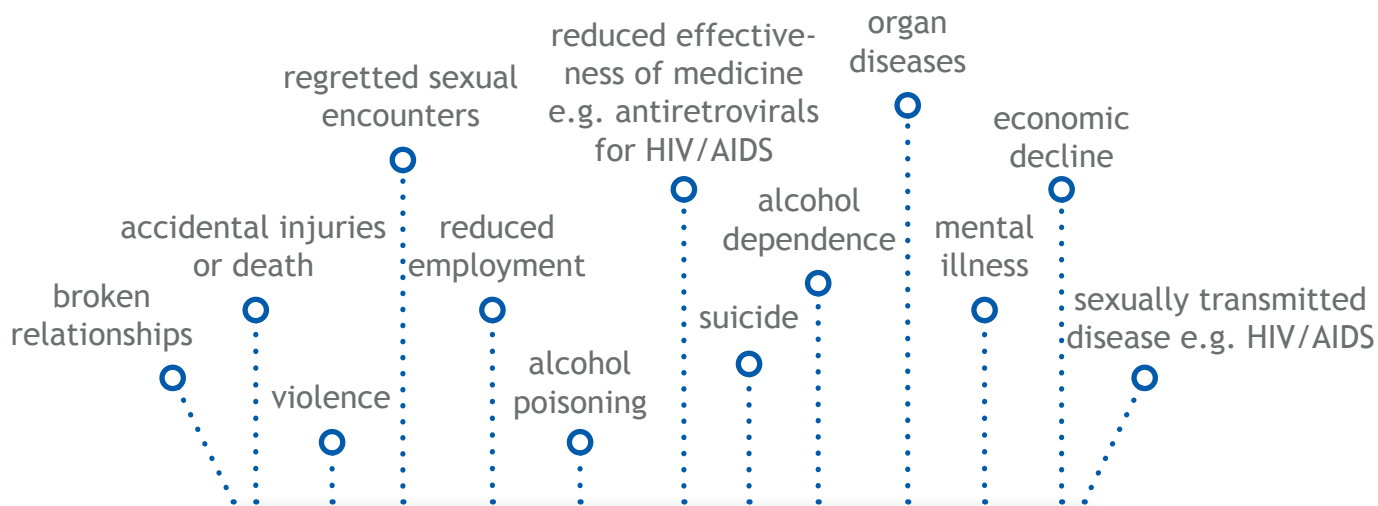 broken
relationships
accidental injuries
or death
violence
regretted sexual
encounters
reduced
employment
alcohol
poisoning
reduced effective-
ness of medicine
e.g. antiretrovirals
for HIV/AIDS
suicide
alcohol
dependence
organ
diseases
mental
illness
economic
decline
sexually transmitted
disease e.g. HIV/AIDS